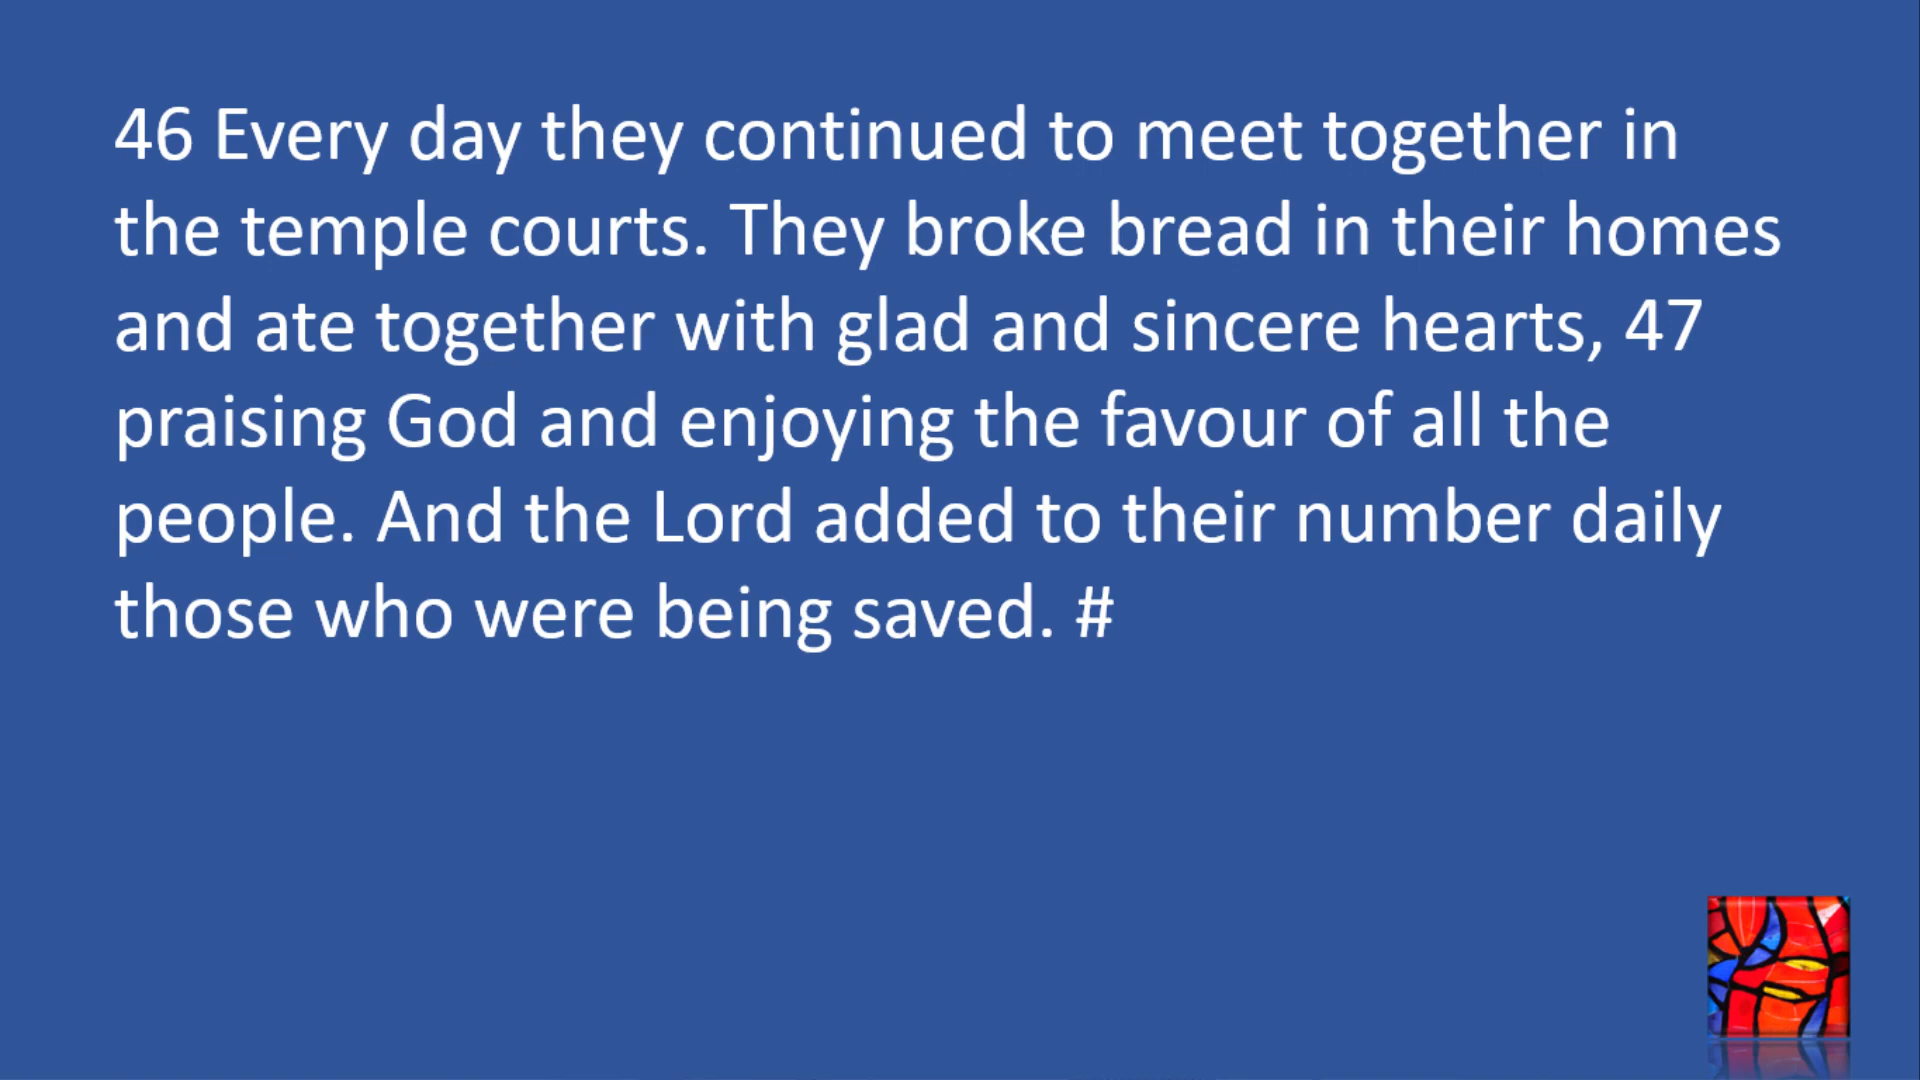 46 Every day they continued to meet together in
the temple courts. They broke bread in their homes
and ate together with glad and sincere hearts, 47
praising God and enjoying the favour of all the
people. And the Lord added to their number daily
those who were being saved. #